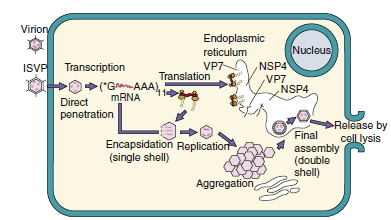 Virion
ISVP
Direct
penetration
Transcription
(*G AAA)11
mRNA
Translation
Endoplasmic
reticulum
VP7
NSP4
VP7
NSP4
Nucleus
Encapsidation
(single shell)
Replication
Aggregation
Final
assembly
(double
shell)
Release by
cell lysis